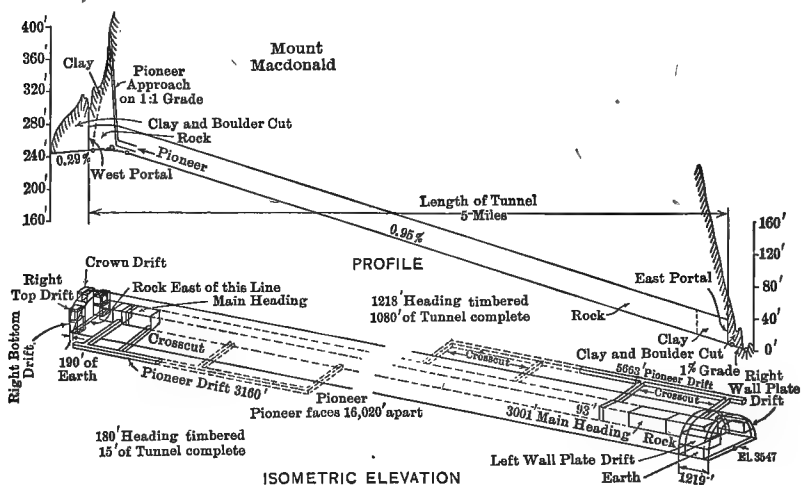 400'
360'
320'
280'
240'
200'
160'
Clay
Pioneer
Approach
on 1:1 Grade
Mount
Macdonald
Clay and Boulder Cut
Rock
Pioneer
0.29%
West Portal
Length of Tunnel
5 Miles
0.95%
PROFILE
160'
120'
80'
40'
0'
East Portal
Rock
Clay
Clay and Boulder Cut
1% Grade
Crown Drift
Right
Top Drift
Rock East of this Line
Main Heading
1218' Heading timbered
1080' of Tunnel complete
Right Bottom
Drift
190' of
Earth
Crosscut
Pioneer Drift 3160'
Pioneer
Pioneer faces 16,020' apart
180' Heading timbered
15' of Tunnel complete
Crosscut
5663' Pioneer Drift
Crosscut
Right
Wall Plate
Drift
93'
3001 Main Heading
Rock
Left Wall Plate Drift
Earth
EL 3547
1219'
ISOMETRIC ELEVATION